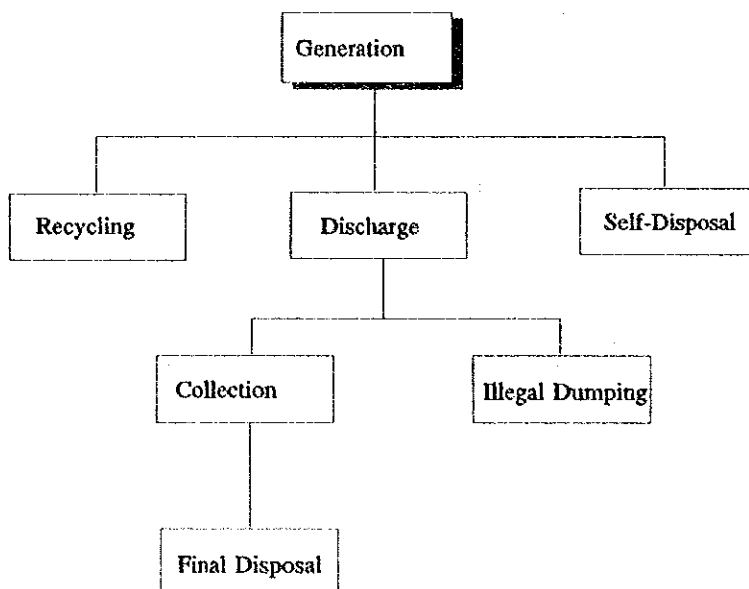 Generation
Recycling
Discharge
Self-Disposal
Collection
Illegal Dumping
Final Disposal